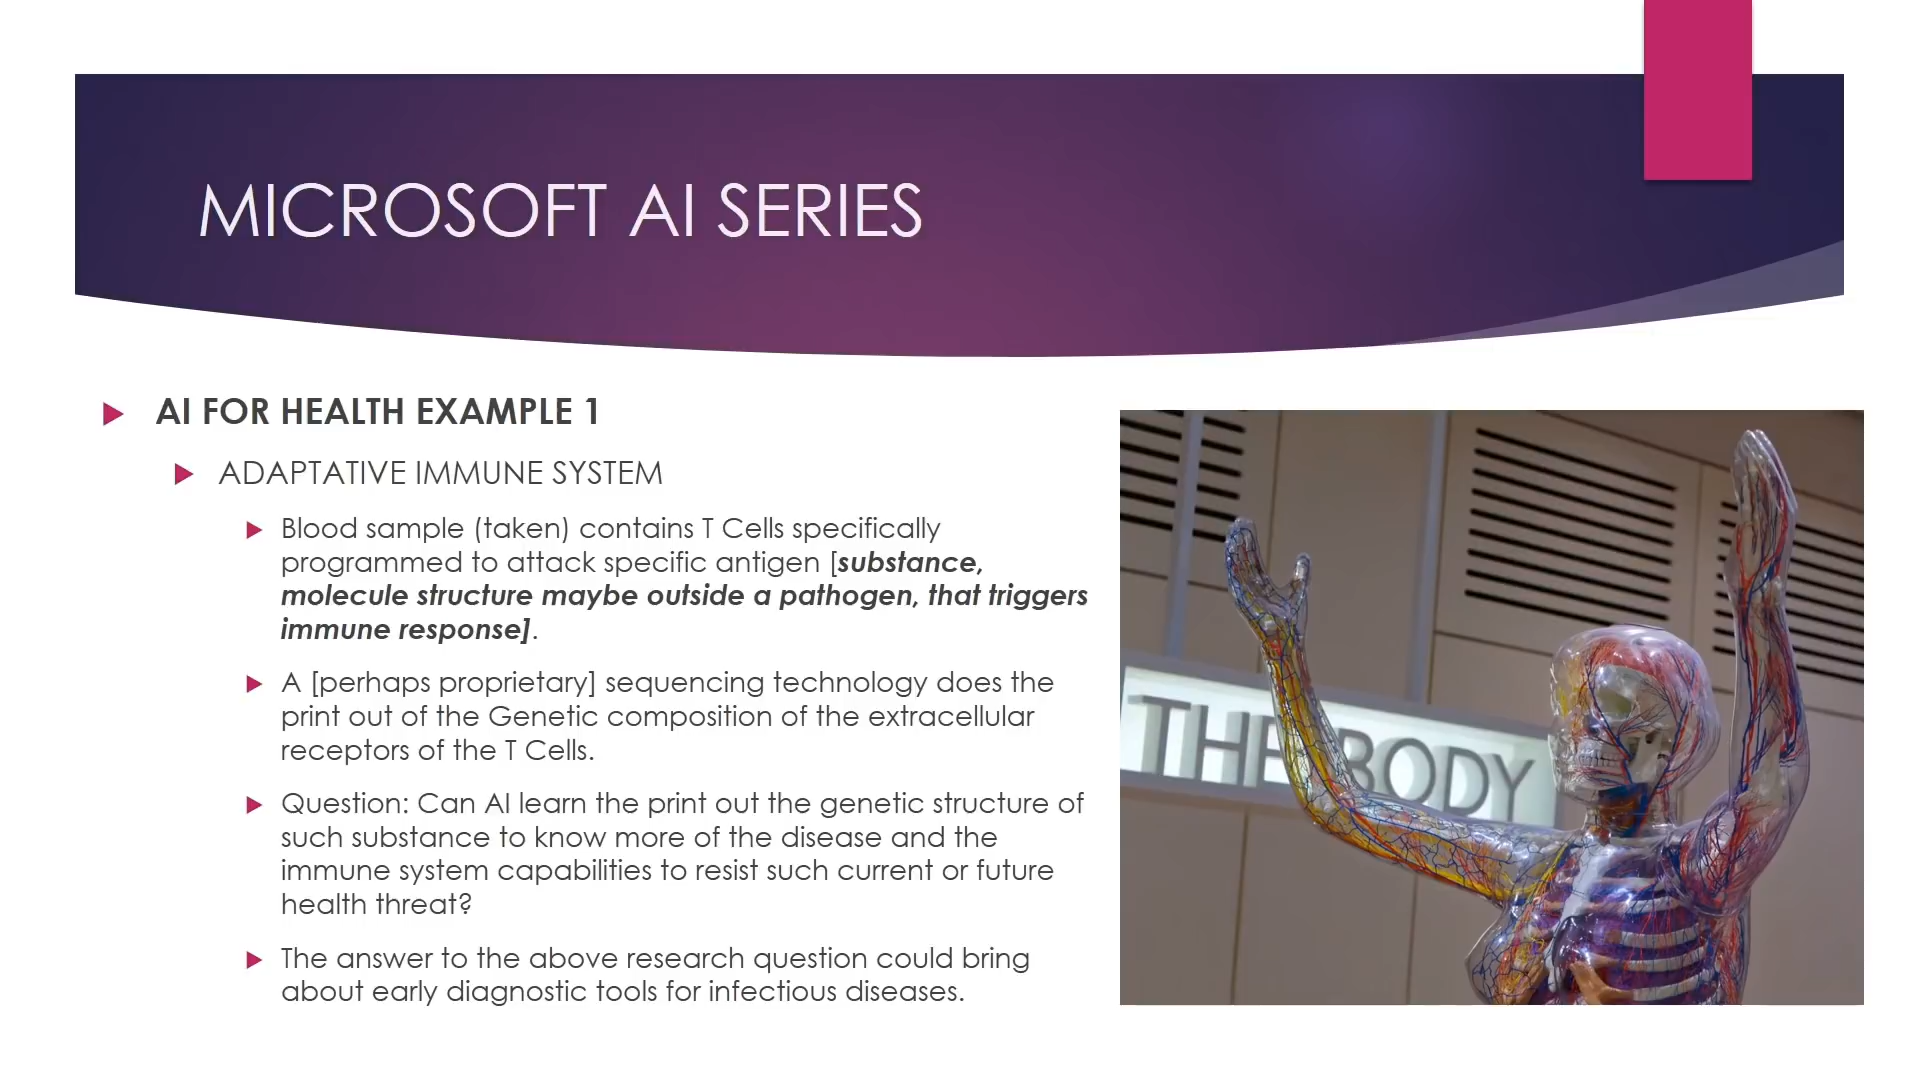 MICROSOFT AI SERIES
AI FOR HEALTH EXAMPLE 1
ADAPTATIVE IMMUNE SYSTEM
Blood sample (taken) contains T Cells specifically
programmed to attack specific antigen [substance,
molecule structure maybe outside a pathogen, that triggers
immune response].
A [perhaps proprietary] sequencing technology does the
print out of the Genetic composition of the extracellular
receptors of the T Cells.
Question: Can AI learn the print out the genetic structure of
such substance to know more of the disease and the
immune system capabilities to resist such current or future
health threat?
The answer to the above research question could bring
about early diagnostic tools for infectious diseases.
THE BODY